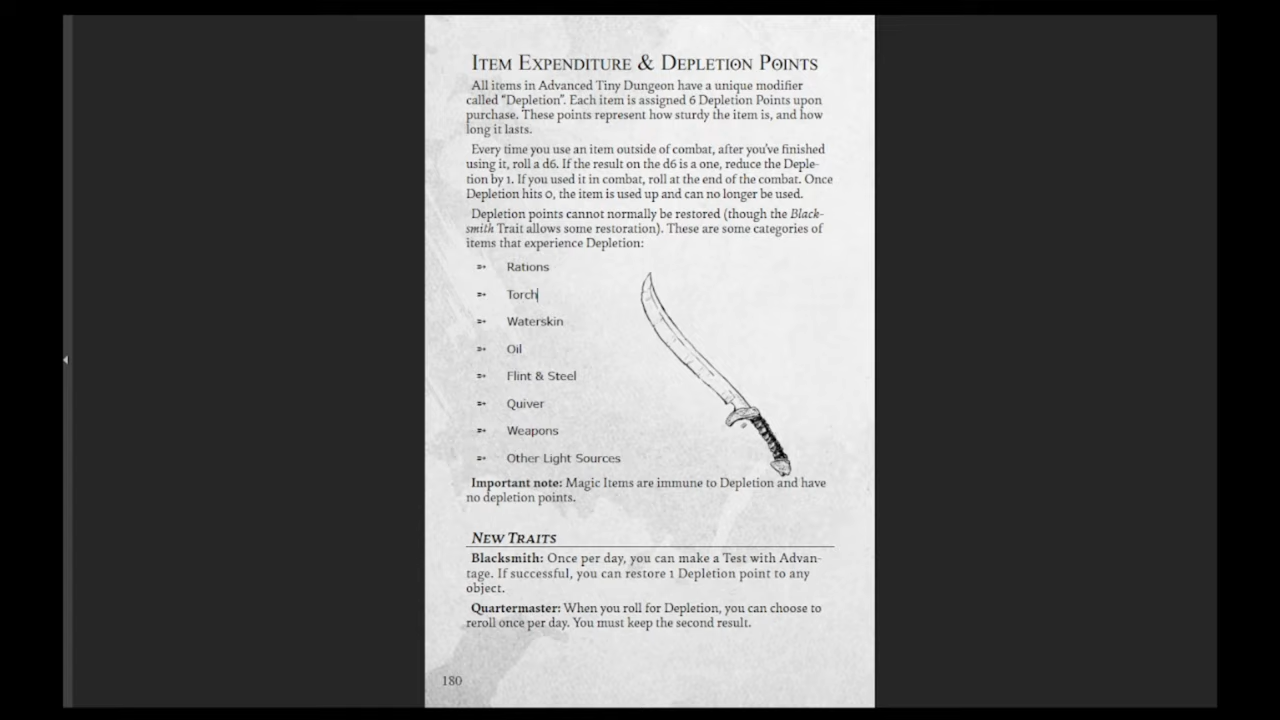 Item Expenditure & Depletion Points
All items in Advanced Tiny Dungeon have a unique modifier
called “Depletion”. Each item is assigned 6 Depletion Points upon
purchase. These points represent how sturdy the item is, and how
long it lasts.
Every time you use an item outside of combat, after you’ve finished
using it, roll a d6. If the result on the d6 is a one, reduce the Deple-
tion by 1. If you used it in combat, roll at the end of the combat. Once
Depletion hits 0, the item is used up and can no longer be used.
Depletion points cannot normally be restored (though the Black-
smith Trait allows some restoration). These are some categories of
items that experience Depletion:
Rations
Torch
Waterskin
Oil
Flint & Steel
Quiver
Weapons
Other Light Sources
Important note: Magic Items are immune to Depletion and have
no depletion points.
New Traits
Blacksmith: Once per day, you can make a Test with Advan-
tage. If successful, you can restore 1 Depletion point to any
object.
Quartermaster: When you roll for Depletion, you can choose to
reroll once per day. You must keep the second result.
180